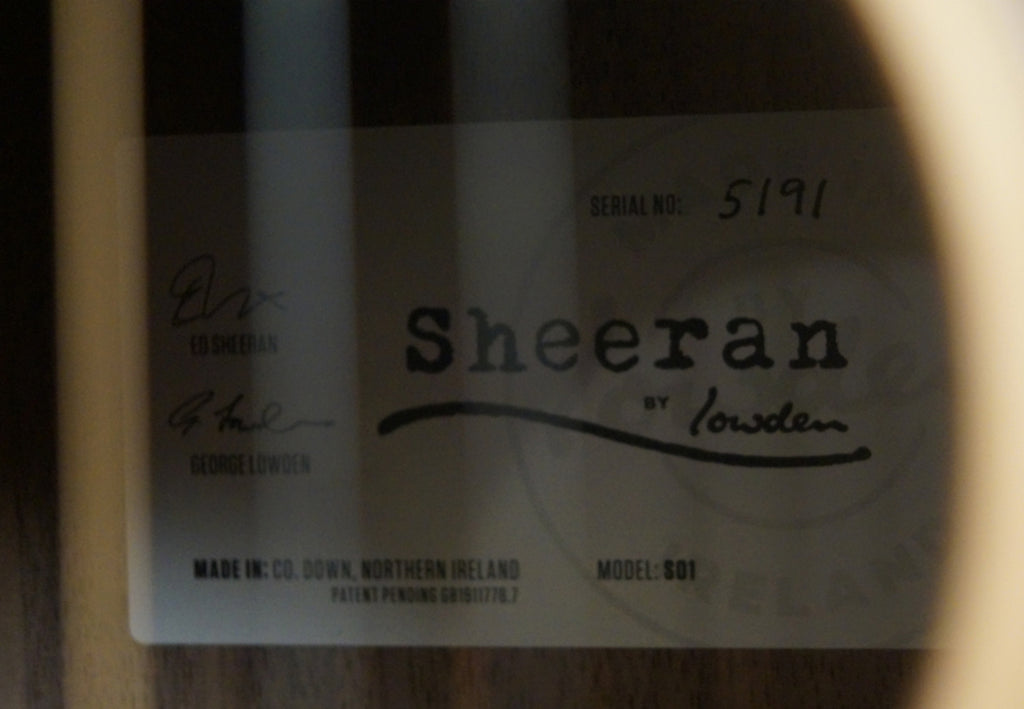 SERIAL NO: 5191
ED SHEERAN
Sheeran
BY lowden
GEORGE LOWDEN
MADE IN: CO. DOWN, NORTHERN IRELAND
MODEL: S01
PATENT PENDING GB1911778.7
IRELAND